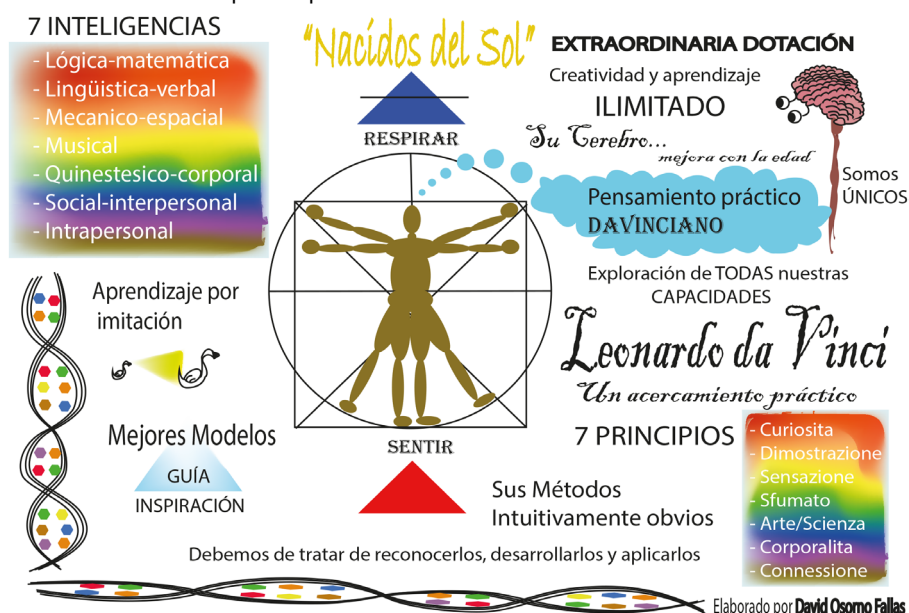 7 INTELIGENCIAS
- Lógica-matemática
- Lingüistica-verbal
- Mecanico-espacial
- Musical
- Quinestesico-corporal
- Social-interpersonal
- Intrapersonal
"Nacidos del Sol"
RESPIRAR
EXTRAORDINARIA DOTACIÓN
Creatividad y aprendizaje
ILIMITADO
Su Cerebro...
mejora con la edad
Somos
ÚNICOS
Pensamiento práctico
DAVINCIANO
Exploración de TODAS nuestras
CAPACIDADES
Leonardo da Vinci
Un acercamiento práctico
Aprendizaje por
imitación
Mejores Modelos
GUÍA
INSPIRACIÓN
SENTIR
7 PRINCIPIOS
- Curiosita
- Dimostrazione
- Sensazione
- Sfumato
- Arte/Scienza
- Corporalita
- Connessione
Sus Métodos
Intuitivamente obvios
Debemos de tratar de reconocerlos, desarrollarlos y aplicarlos
Elaborado por David Osorno Fallas